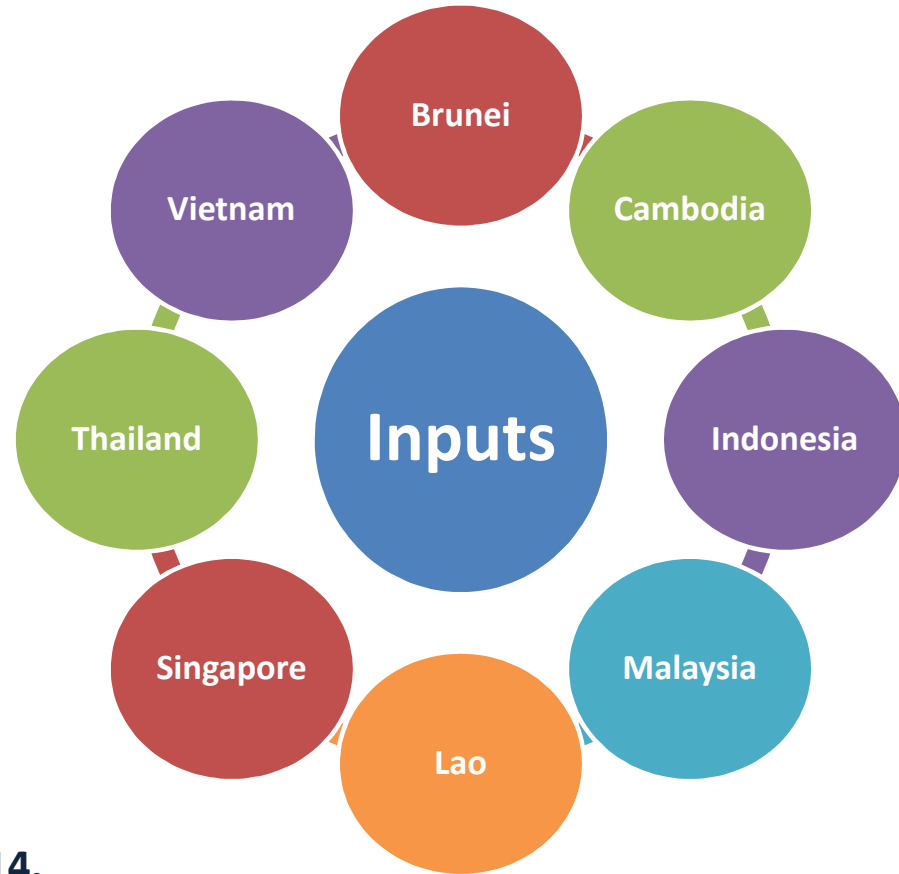 Brunei
Cambodia
Indonesia
Malaysia
Lao
Singapore
Thailand
Vietnam
Inputs